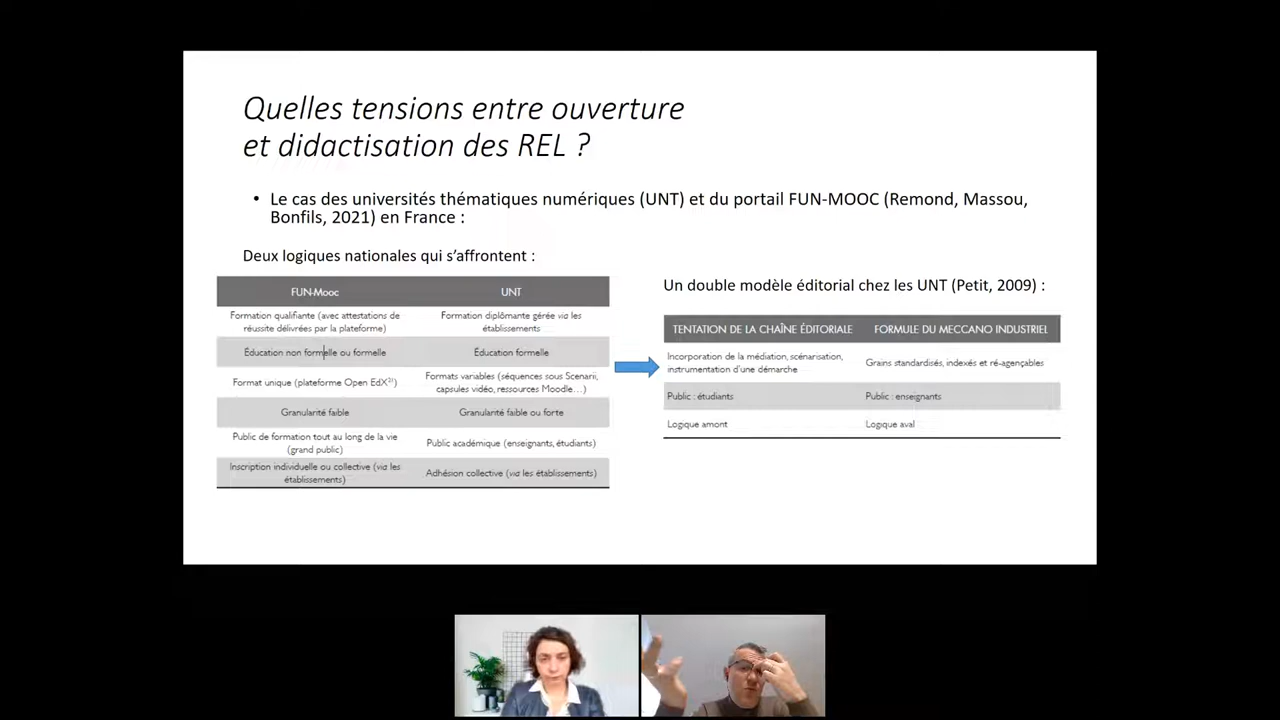 Quelles tensions entre ouverture
et didactisation des REL ?
• Le cas des universités thématiques numériques (UNT) et du portail FUN-MOOC (Remond, Massou,
Bonfils, 2021) en France :
Deux logiques nationales qui s’affrontent :
FUN-Mooc UNT
Formation qualifiante (avec attestations de
réussite délivrées par la plateforme)
Formation diplômante gérée via les
établissements
Éducation non formelle ou formelle
Éducation formelle
Format unique (plateforme Open EdX²¹)
Formats variables (séquences sous Scenarii,
capsules vidéo, ressources Moodle…)
Granularité faible
Granularité faible ou forte
Public de formation tout au long de la vie
(grand public)
Public académique (enseignants, étudiants)
Inscription individuelle ou collective (via les
établissements)
Adhésion collective (via les établissements)
Un double modèle éditorial chez les UNT (Petit, 2009) :
TENTATION DE LA CHAÎNE ÉDITORIALE FORMULE DU MECCANO INDUSTRIEL
Incorporation de la médiation, scénarisation,
instrumentation d’une démarche
Grains standardisés, indexés et ré-agençables
Public : étudiants
Public : enseignants
Logique amont
Logique aval